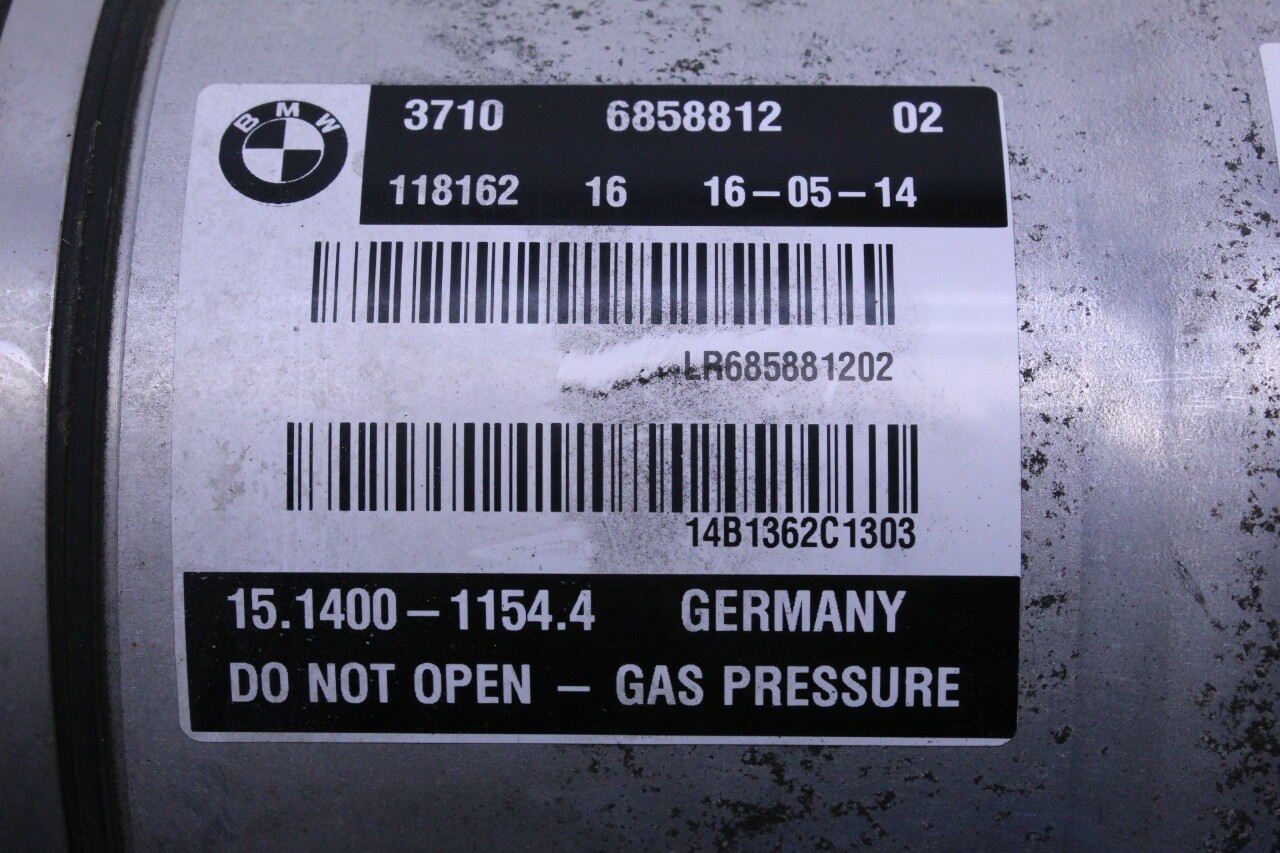 BMW
3710 6858812 02
118162 16 16-05-14
LR685881202
14B1362C1303
15.1400-1154.4 GERMANY
DO NOT OPEN - GAS PRESSURE